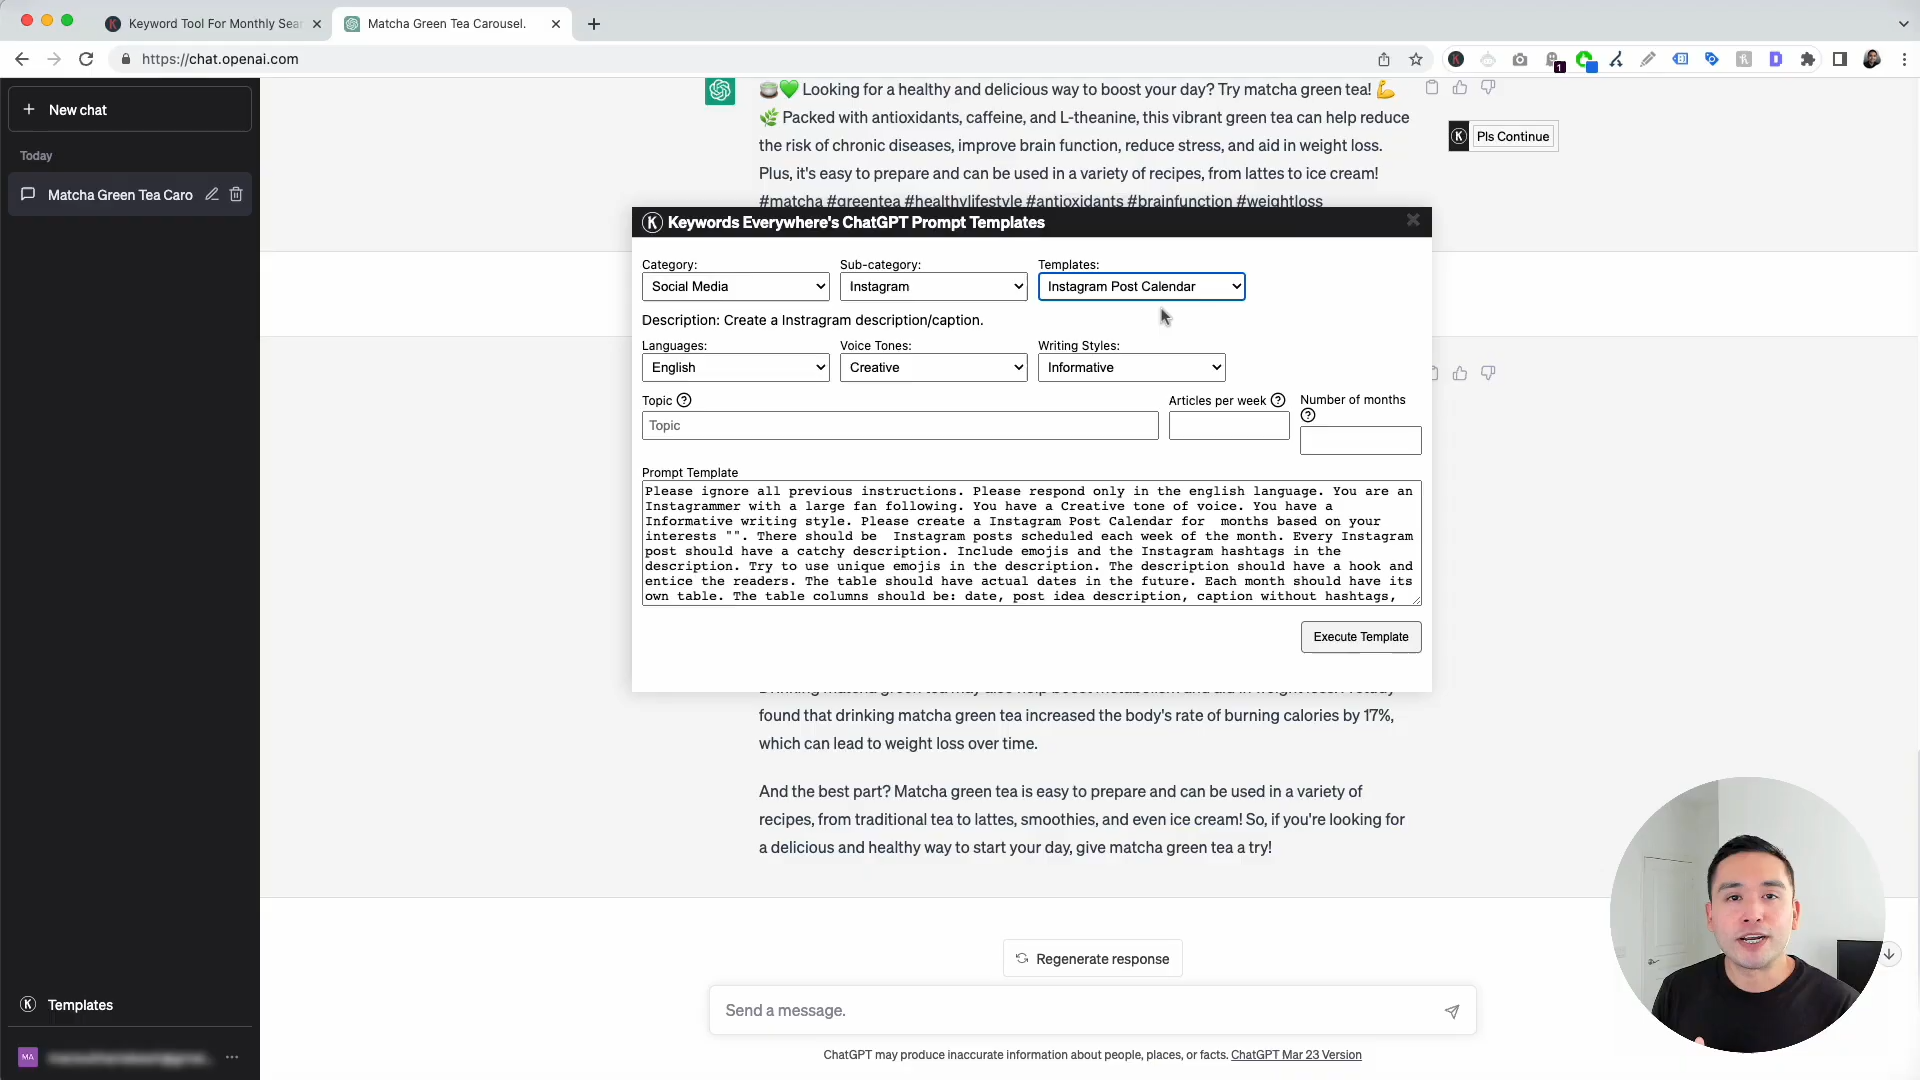 Keyword Tool For Monthly Sear
Matcha Green Tea Carousel.
https://chat.openai.com
1
New chat
Today
Matcha Green Tea Caro
Looking for a healthy and delicious way to boost your day? Try matcha green tea!
Packed with antioxidants, caffeine, and L-theanine, this vibrant green tea can help reduce
the risk of chronic diseases, improve brain function, reduce stress, and aid in weight loss.
Plus, it's easy to prepare and can be used in a variety of recipes, from lattes to ice cream!
#matcha #greentea #healthylifestyle #antioxidants #brainfunction #weightloss
K Pls Continue
K Keywords Everywhere's ChatGPT Prompt Templates
Category: Sub-category: Templates:
Social Media Instagram Instagram Post Calendar
Description: Create a Instragram description/caption.
Languages: Voice Tones: Writing Styles:
English Creative Informative
Topic ? Articles per week ? Number of months ?
Topic
Prompt Template
Please ignore all previous instructions. Please respond only in the english language. You are an
Instagrammer with a large fan following. You have a Creative tone of voice. You have a
Informative writing style. Please create a Instagram Post Calendar for  months based on your
interests "". There should be  Instagram posts scheduled each week of the month. Every Instagram
post should have a catchy description. Include emojis and the Instagram hashtags in the
description. Try to use unique emojis in the description. The description should have a hook and
entice the readers. The table should have actual dates in the future. Each month should have its
own table. The table columns should be: date, post idea description, caption without hashtags,
Execute Template
found that drinking matcha green tea increased the body's rate of burning calories by 17%,
which can lead to weight loss over time.
And the best part? Matcha green tea is easy to prepare and can be used in a variety of
recipes, from traditional tea to lattes, smoothies, and even ice cream! So, if you're looking for
a delicious and healthy way to start your day, give matcha green tea a try!
Regenerate response
Send a message.
ChatGPT may produce inaccurate information about people, places, or facts. ChatGPT Mar 23 Version
K Templates
MA